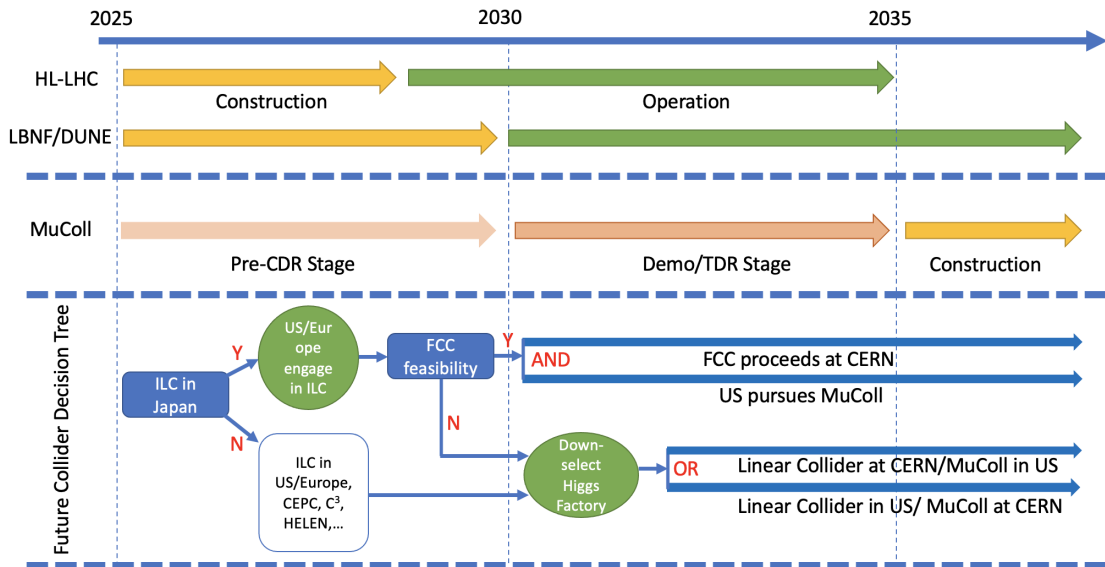 2025
2030
2035
HL-LHC
Construction
Operation
LBNF/DUNE
MuColl
Pre-CDR Stage
Demo/TDR Stage
Construction
Future Collider Decision Tree
ILC in
Japan
Y
N
US/Eur
ope
engage
in ILC
FCC
feasibility
Y
N
AND
FCC proceeds at CERN
US pursues MuColl
ILC in
US/Europe,
CEPC, C³,
HELEN,...
Down-
select
Higgs
Factory
OR
Linear Collider at CERN/MuColl in US
Linear Collider in US/ MuColl at CERN